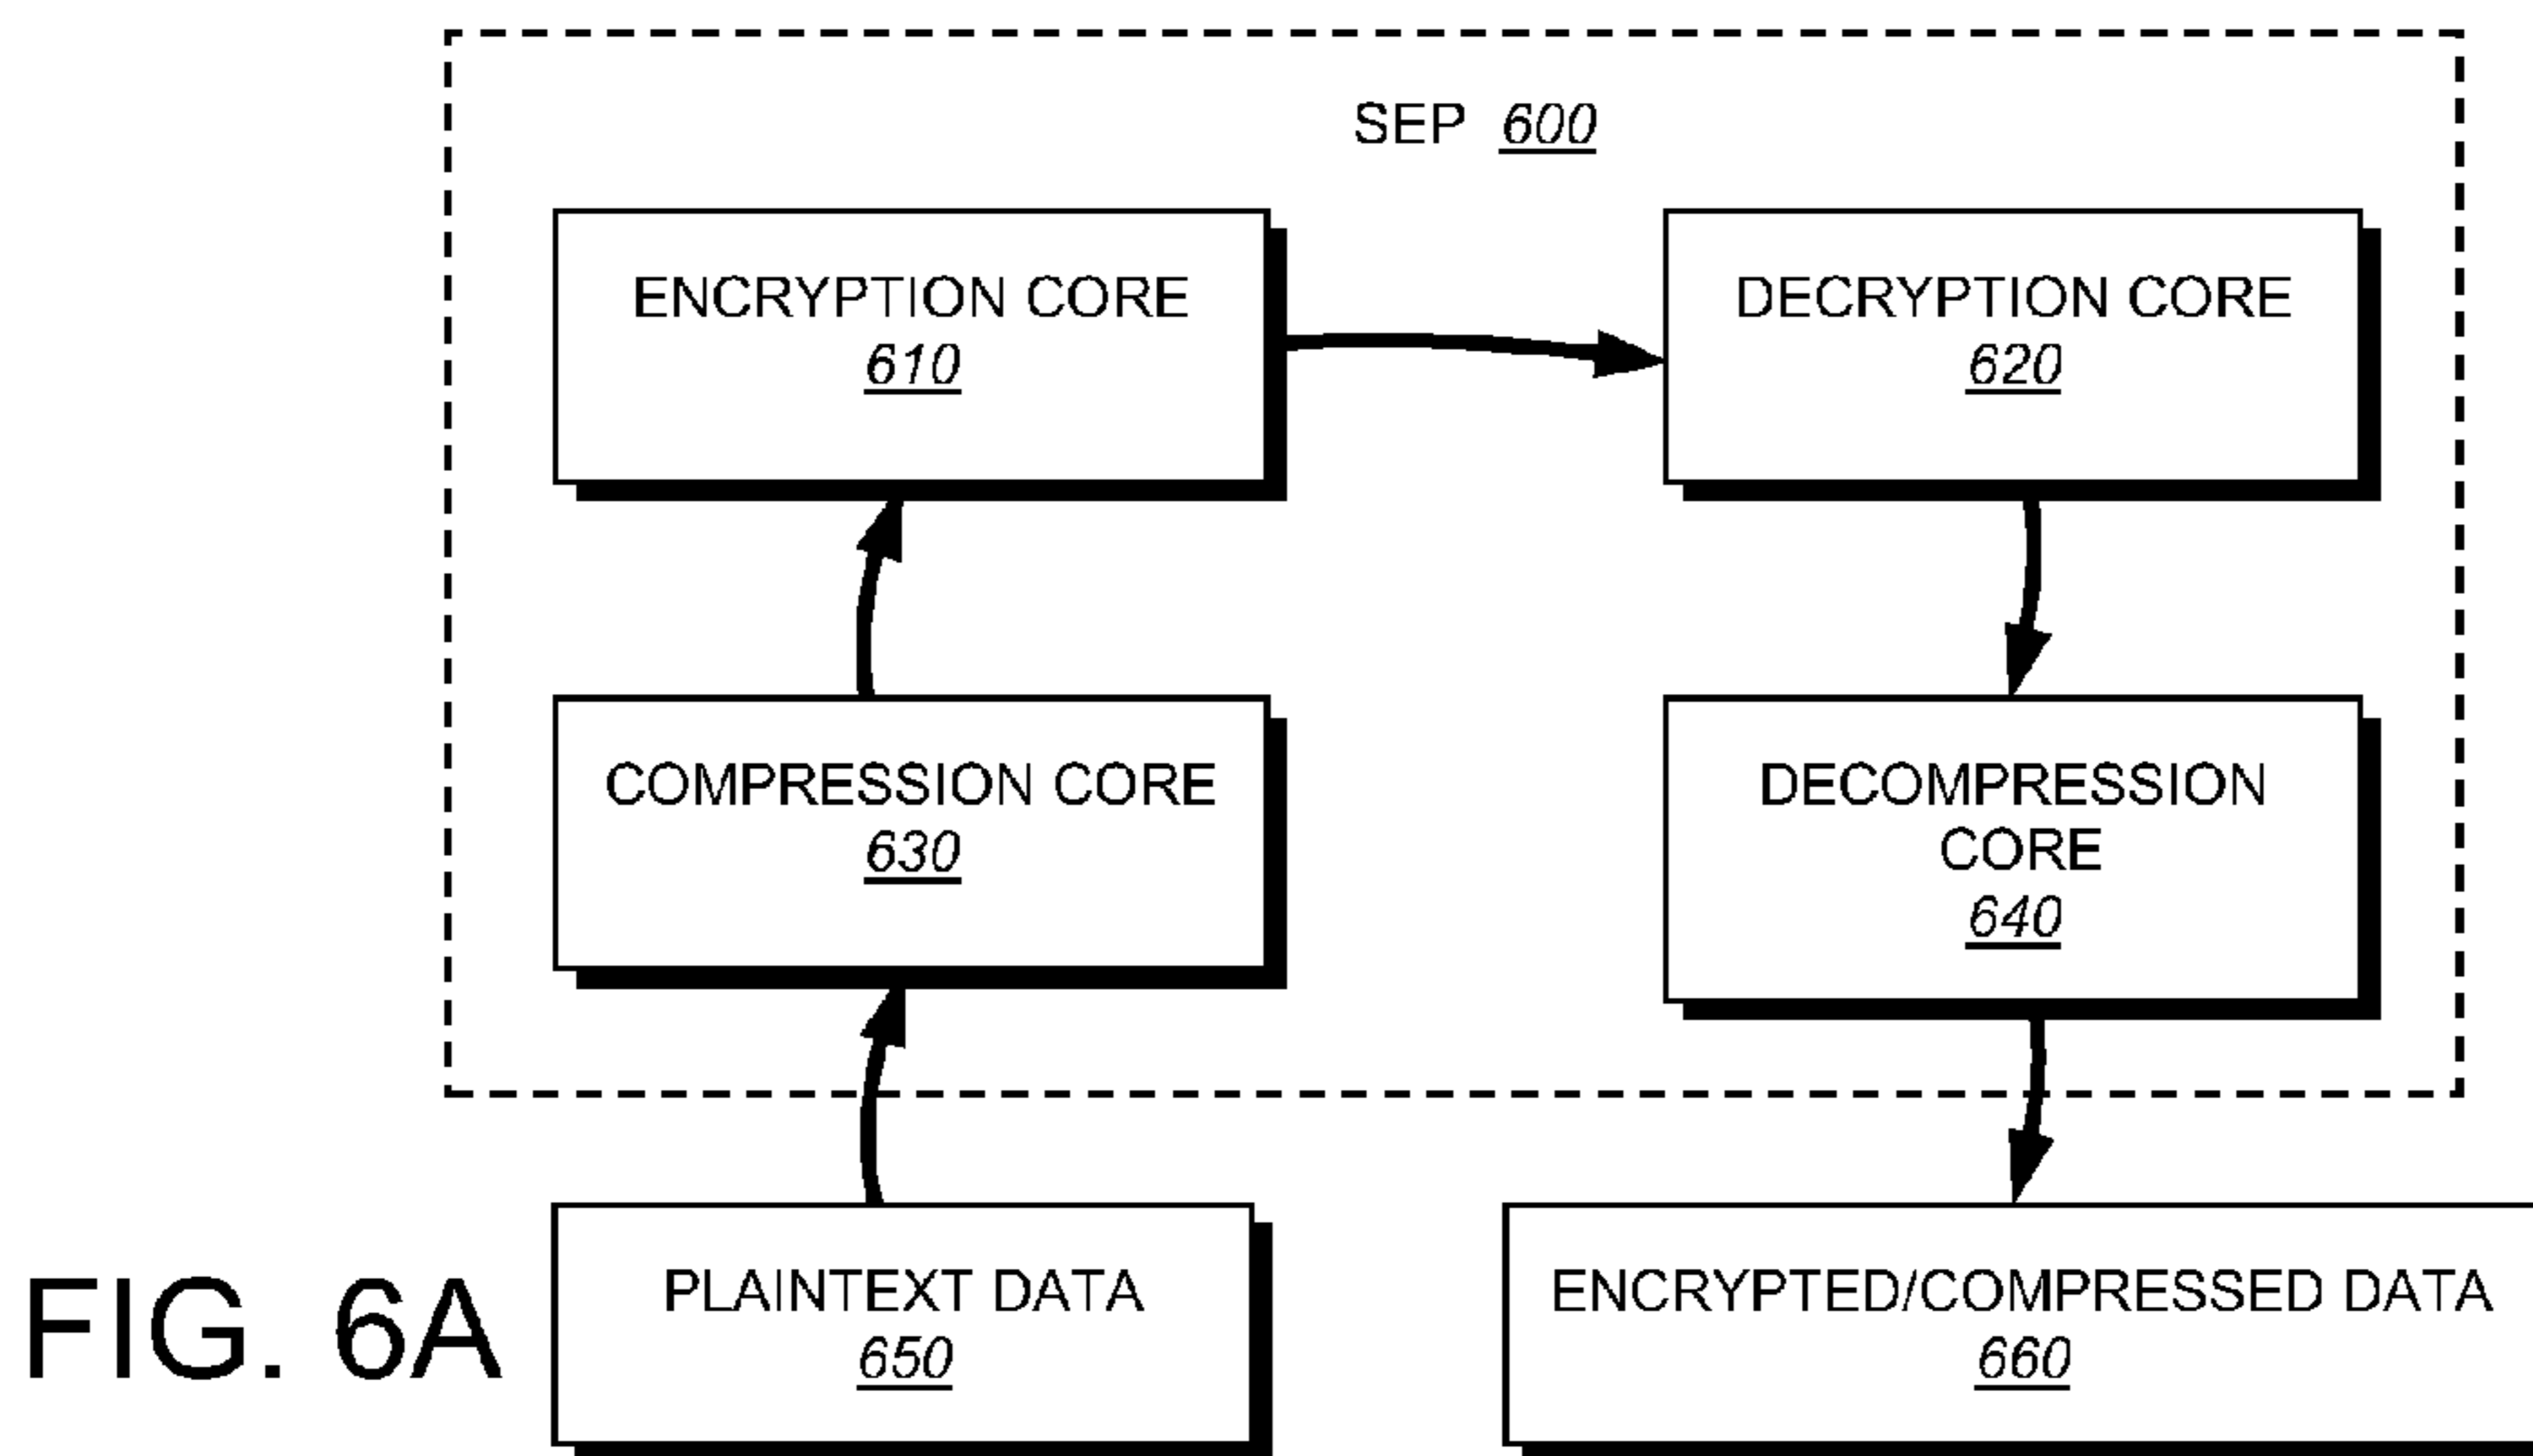 SEP 600
ENCRYPTION CORE
610
DECRYPTION CORE
620
COMPRESSION CORE
630
DECOMPRESSION
CORE
640
PLAINTEXT DATA
650
ENCRYPTED/COMPRESSED DATA
660
FIG. 6A